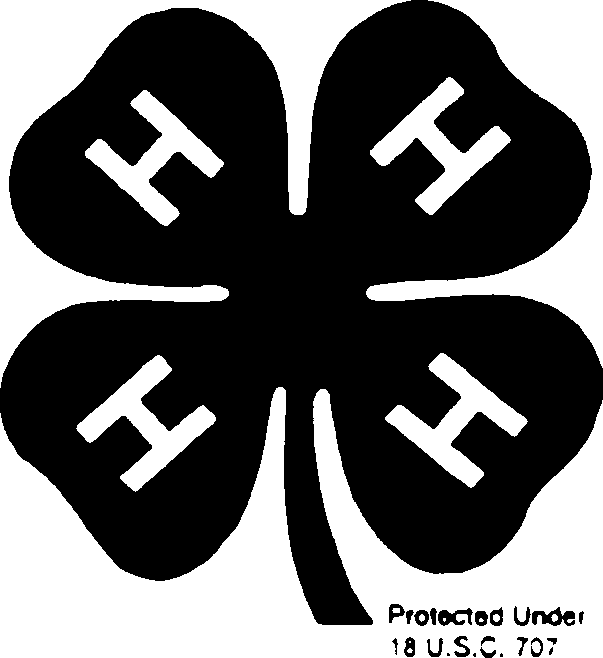 H H
H H
Protected Under
18 U.S.C. 707